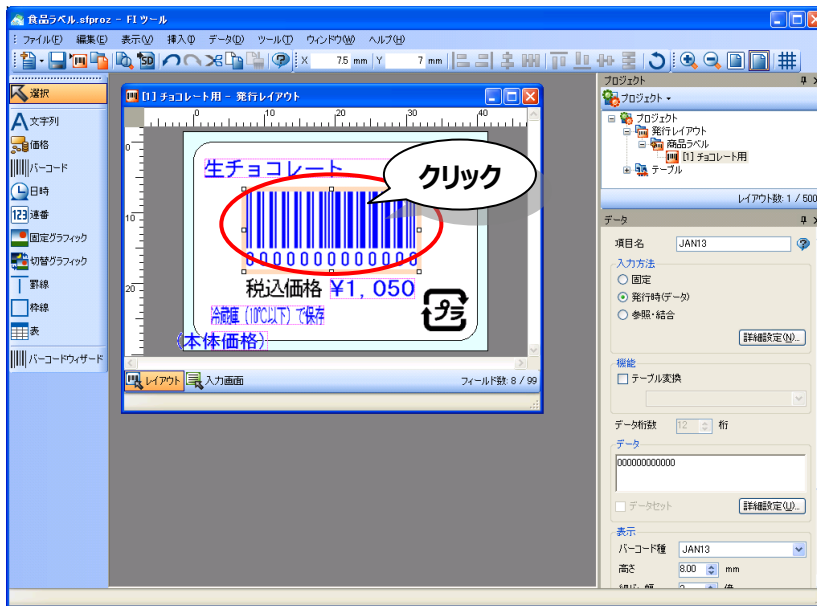 食品ラベル.sfproz - FI ツール
ファイル(F) 編集(E) 表示(V) 挿入(I) データ(D) ツール(T) ウィンドウ(W) ヘルプ(H)
X 7.5 mm Y 7 mm
選択
文字列
価格
バーコード
日時
123 連番
固定グラフィック
切替グラフィック
罫線
枠線
表
バーコードウィザード
[1] チョコレート用 - 発行レイアウト
0 10 20 30 40
0
10
20
生チョコレート
クリック
0000000000000
税込価格 ¥1,050
冷蔵庫(10℃以下)で保存
プラ
(本体価格)
レイアウト 入力画面 フィールド数: 8 / 99
プロジェクト
プロジェクト
プロジェクト
発行レイアウト
商品ラベル
[1] チョコレート用
テーブル
レイアウト数: 1 / 500
データ
項目名 JAN13
入力方法
固定
発行時(データ)
参照・結合
詳細設定(N)...
機能
テーブル変換
データ桁数 12 桁
データ
000000000000
データセット 詳細設定(U)...
表示
バーコード種 JAN13
高さ 8.00 mm